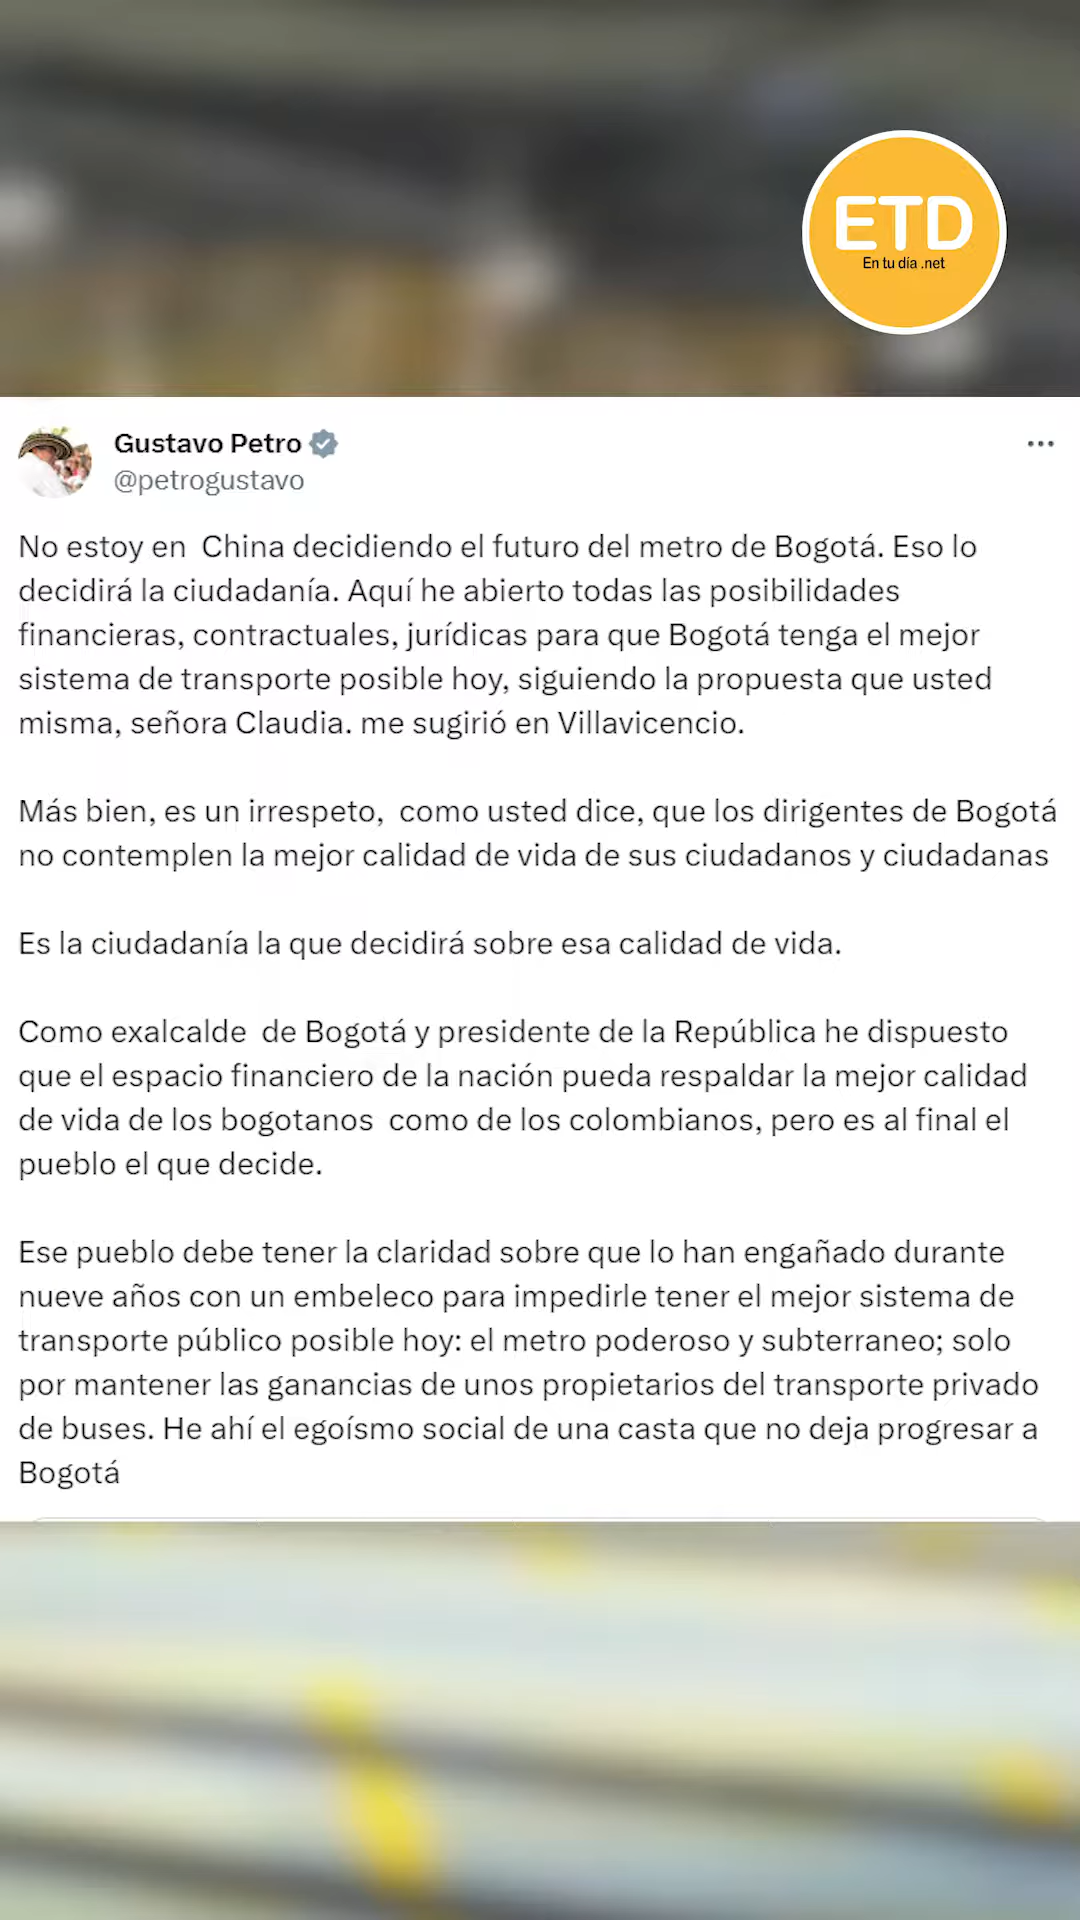 ETD
En tu día .net
Gustavo Petro
@petrogustavo
No estoy en  China decidiendo el futuro del metro de Bogotá. Eso lo
decidirá la ciudadanía. Aquí he abierto todas las posibilidades
financieras, contractuales, jurídicas para que Bogotá tenga el mejor
sistema de transporte posible hoy, siguiendo la propuesta que usted
misma, señora Claudia. me sugirió en Villavicencio.
Más bien, es un irrespeto,  como usted dice, que los dirigentes de Bogotá
no contemplen la mejor calidad de vida de sus ciudadanos y ciudadanas
Es la ciudadanía la que decidirá sobre esa calidad de vida.
Como exalcalde  de Bogotá y presidente de la República he dispuesto
que el espacio financiero de la nación pueda respaldar la mejor calidad
de vida de los bogotanos  como de los colombianos, pero es al final el
pueblo el que decide.
Ese pueblo debe tener la claridad sobre que lo han engañado durante
nueve años con un embeleco para impedirle tener el mejor sistema de
transporte público posible hoy: el metro poderoso y subterraneo; solo
por mantener las ganancias de unos propietarios del transporte privado
de buses. He ahí el egoísmo social de una casta que no deja progresar a
Bogotá